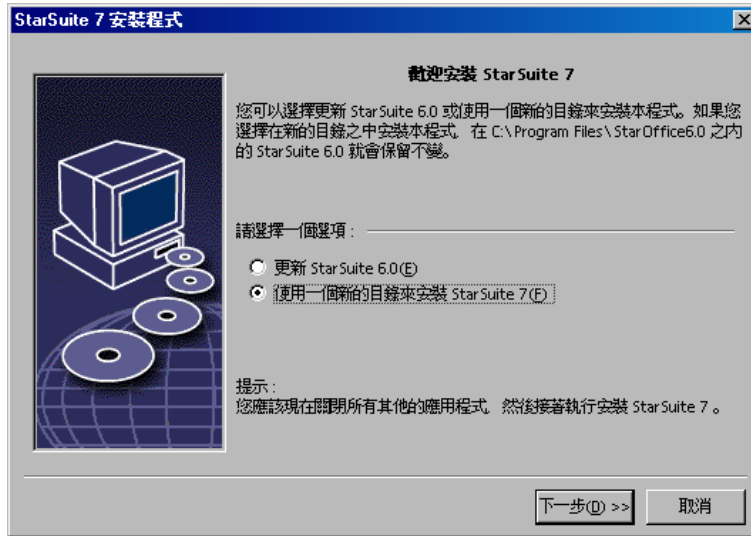 StarSuite 7 安裝程式
歡迎安裝 StarSuite 7
您可以選擇更新 StarSuite 6.0 或使用一個新的目錄來安裝本程式。如果您
選擇在新的目錄之中安裝本程式，在 C:\Program Files\StarOffice6.0 之內
的 StarSuite 6.0 就會保留不變。
請選擇一個選項：
更新 StarSuite 6.0(E)
使用一個新的目錄來安裝 StarSuite 7(F)
提示：
您應該現在關閉所有其他的應用程式，然後接著執行安裝 StarSuite 7。
下一步(D) >>
取消